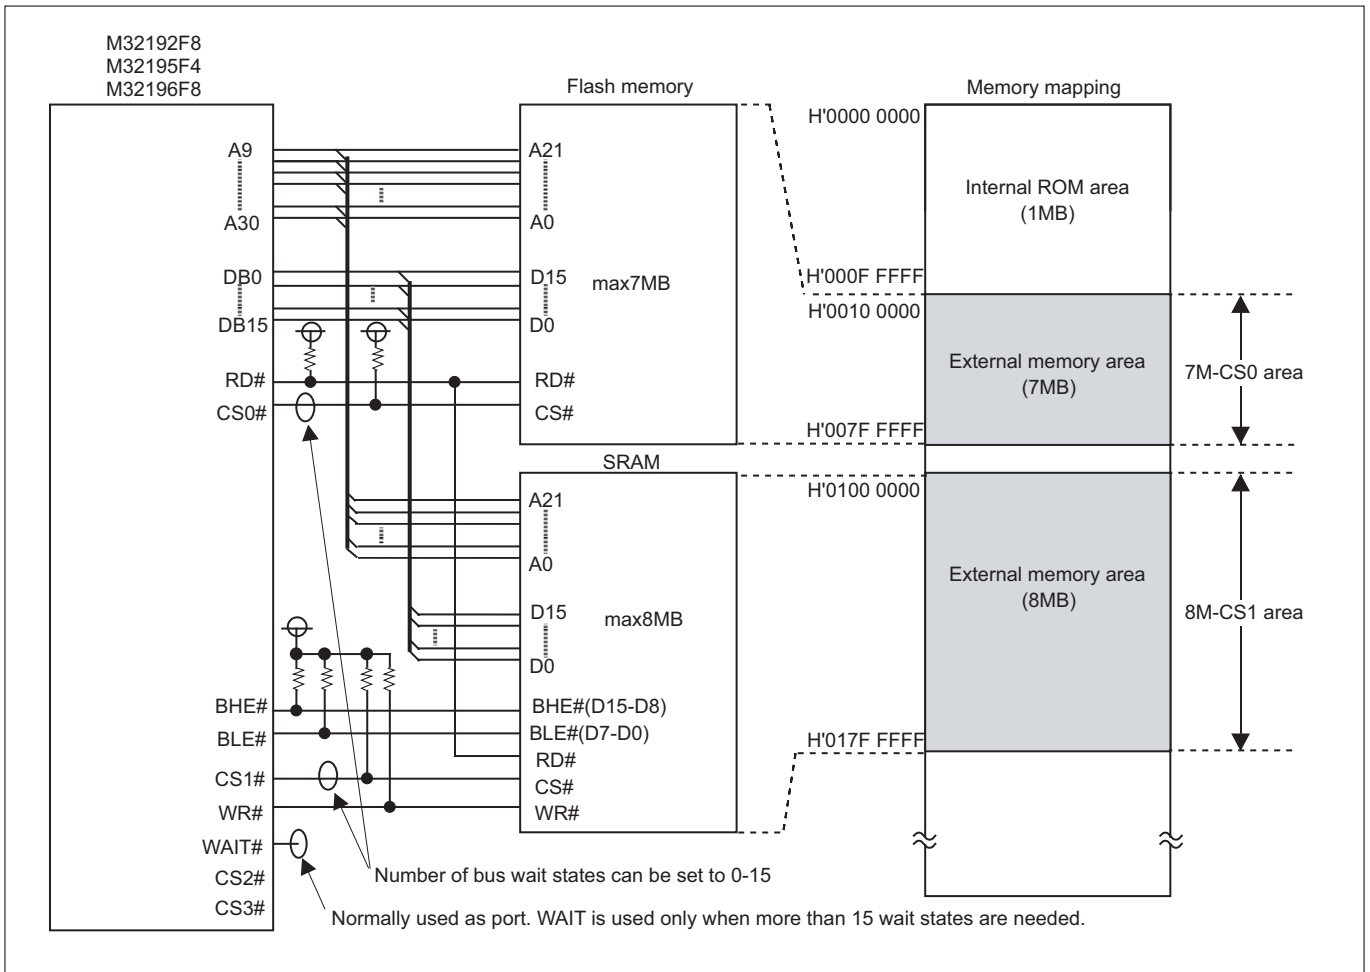 M32192F8
M32195F4
M32196F8
A9
A30
DB0
DB15
RD#
CS0#
BHE#
BLE#
CS1#
WR#
WAIT#
CS2#
CS3#
Flash memory
A21
A0
D15
max7MB
D0
RD#
CS#
SRAM
A21
A0
D15
max8MB
D0
BHE#(D15-D8)
BLE#(D7-D0)
RD#
CS#
WR#
Number of bus wait states can be set to 0-15
Normally used as port. WAIT is used only when more than 15 wait states are needed.
Memory mapping
H'0000 0000
Internal ROM area
(1MB)
H'000F FFFF
H'0010 0000
External memory area
(7MB)
7M-CS0 area
H'007F FFFF
H'0100 0000
External memory area
(8MB)
8M-CS1 area
H'017F FFFF